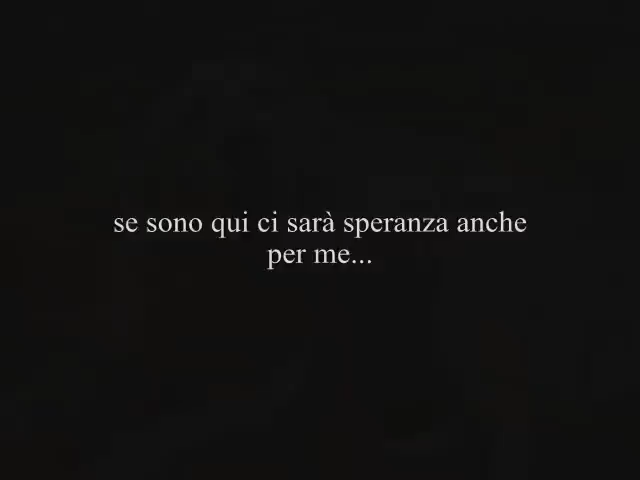 se sono qui ci sarà speranza anche
per me...